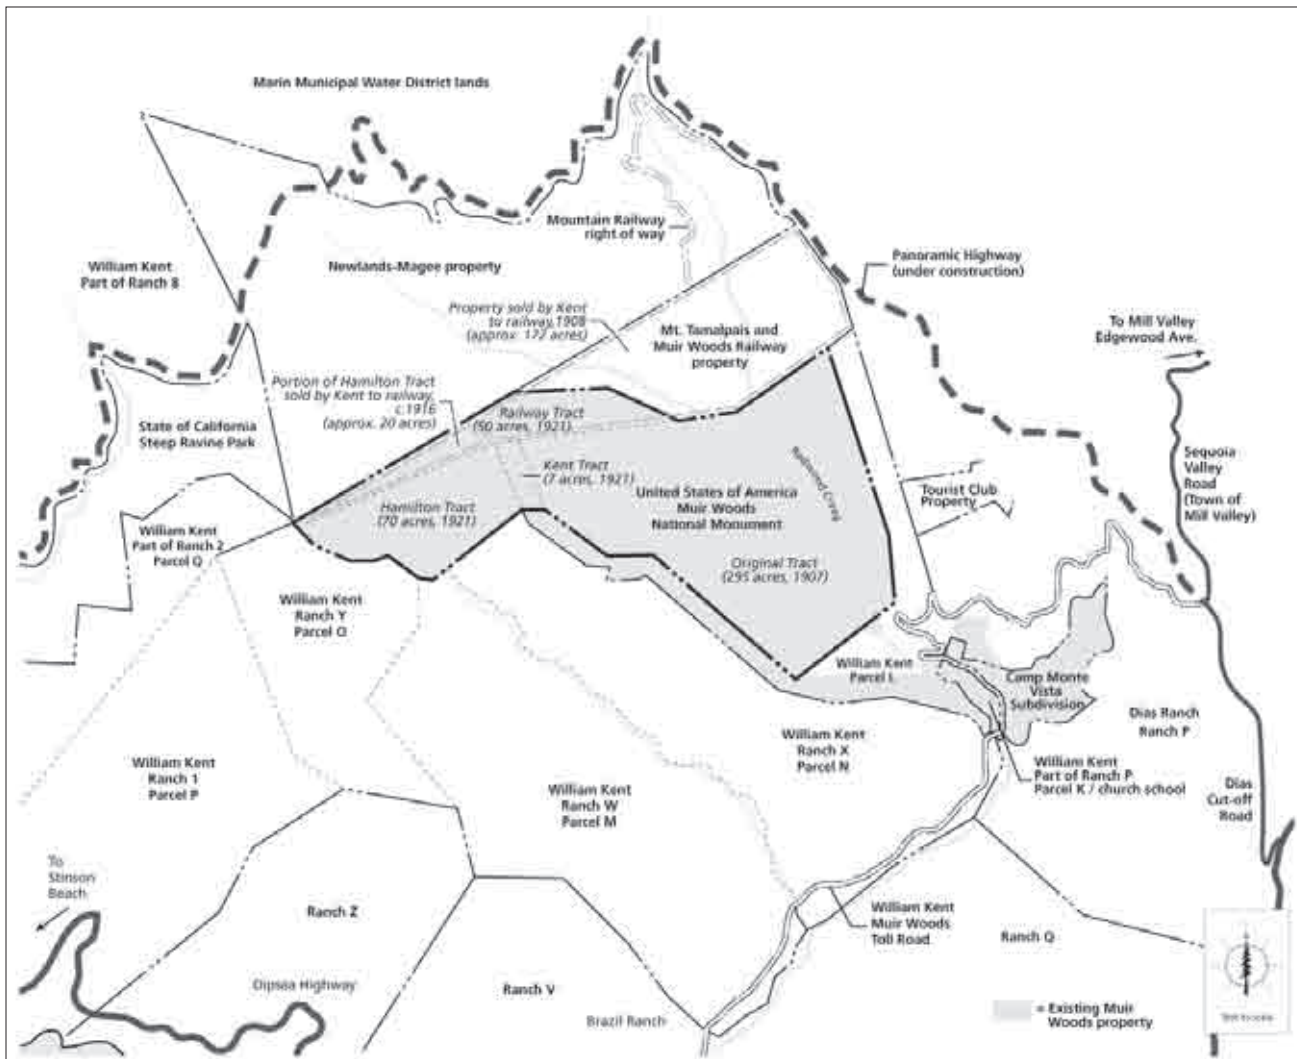 Marin Municipal Water District lands
Mountain Railway
right of way
William Kent
Part of Ranch 8
Newlands-Magee property
Panoramic Highway
(under construction)
Property sold by Kent
to railway, 1908
(approx. 177 acres)
Mt. Tamalpais and
Muir Woods Railway
property
To Mill Valley
Edgewood Ave.
Portion of Hamilton Tract
sold by Kent to railway,
c.1916
(approx. 20 acres)
Railway Tract
(50 acres, 1921)
State of California
Steep Ravine Park
Kent Tract
(7 acres, 1921)
Redwood Creek
Sequoia
Valley
Road
(Town of
Mill Valley)
Tourist Club
Property
United States of America
Muir Woods
National Monument
Hamilton Tract
(70 acres, 1921)
William Kent
Part of Ranch 2
Parcel Q
Original Tract
(295 acres, 1907)
William Kent
Ranch Y
Parcel O
William Kent
Parcel L
Camp Monte
Vista
Subdivision
Dias Ranch
Ranch P
William Kent
Ranch X
Parcel N
William Kent
Part of Ranch P
Parcel K / church school
William Kent
Ranch 1
Parcel P
William Kent
Ranch W
Parcel M
Dias
Cut-off
Road
To
Stinson
Beach
Ranch Z
William Kent
Muir Woods
Toll Road
Ranch Q
Dipsea Highway
Ranch V
Brazil Ranch
= Existing Muir
Woods property
Not to scale